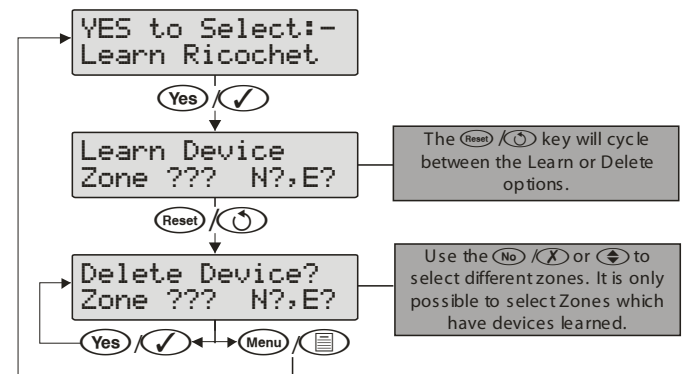 YES to Select:-
Learn Ricochet
Yes /
Learn Device
Zone ??? N?,E?
The Reset / key will cycle
between the Learn or Delete
options.
Reset /
Delete Device?
Zone ??? N?,E?
Use the No / or to
select different zones. It is only
possible to select Zones which
have devices learned.
Yes / Menu /